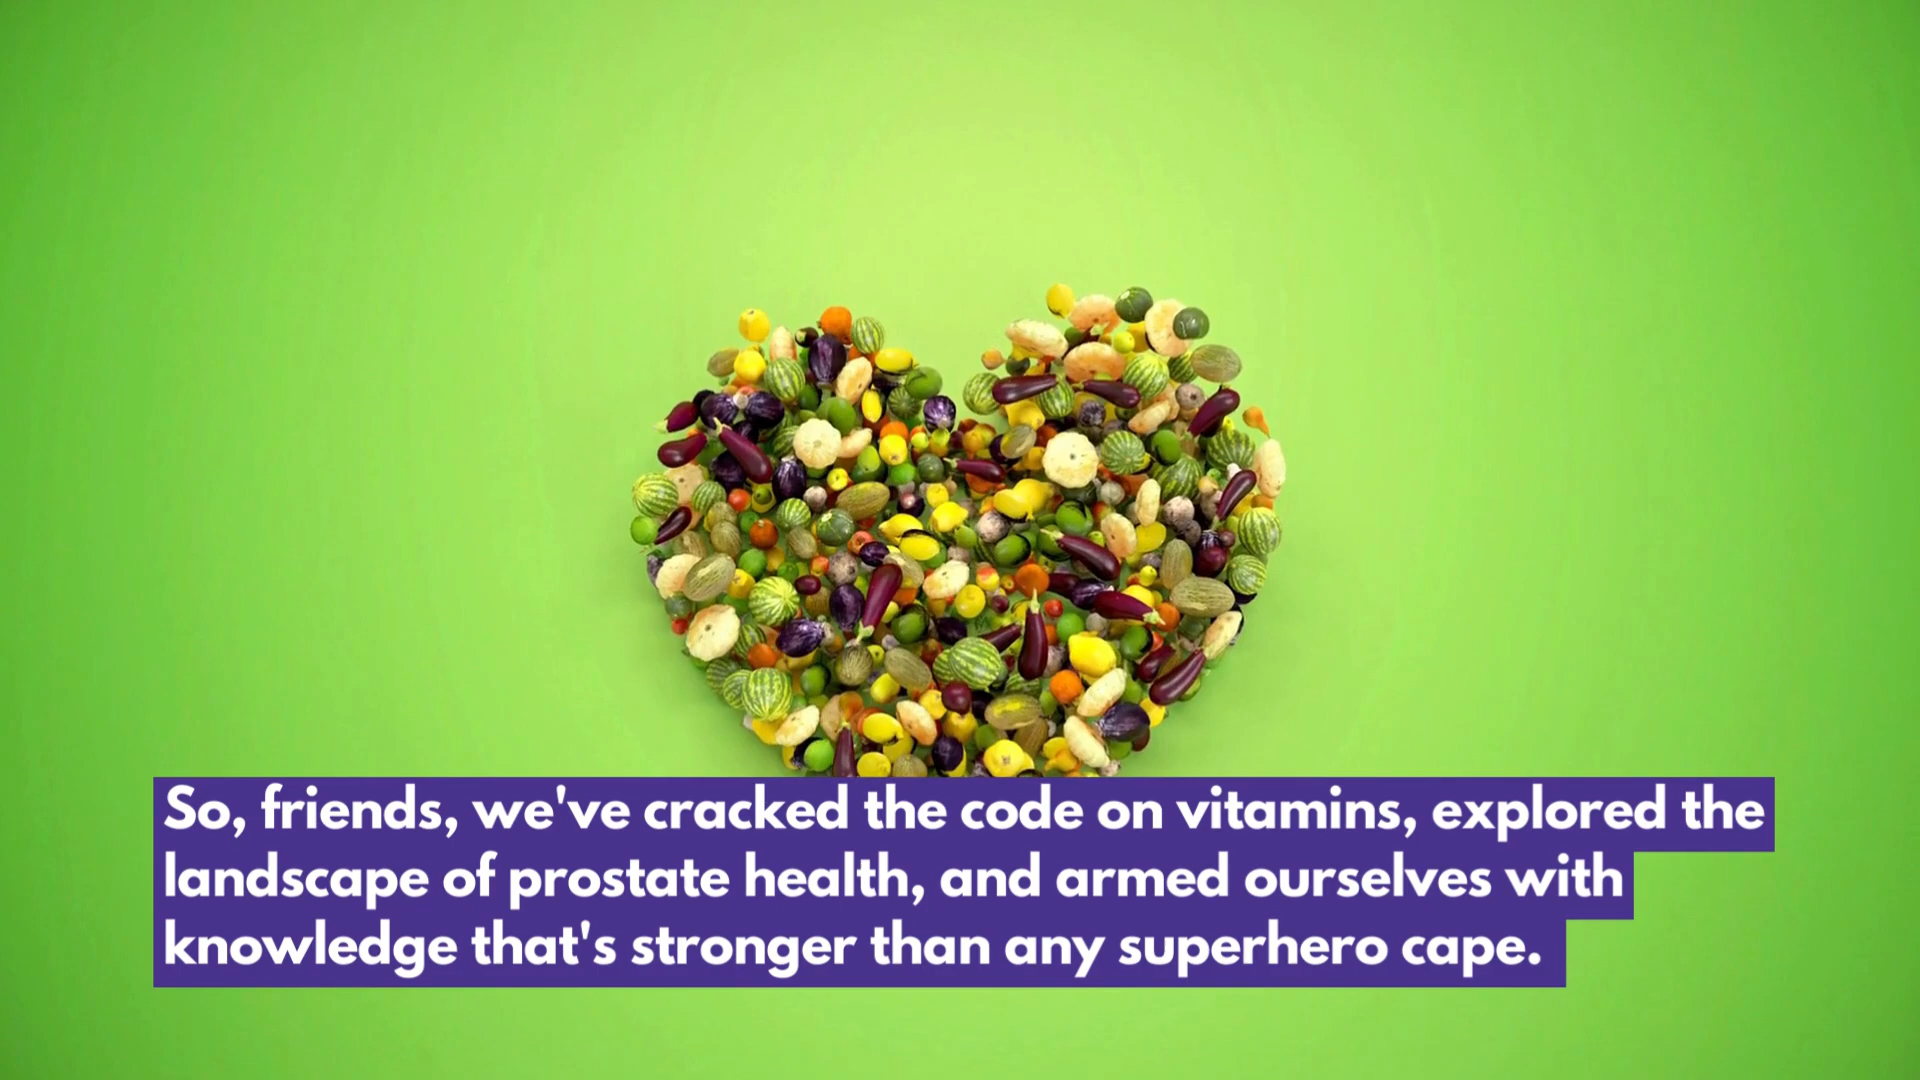 So, friends, we've cracked the code on vitamins, explored the
landscape of prostate health, and armed ourselves with
knowledge that's stronger than any superhero cape.